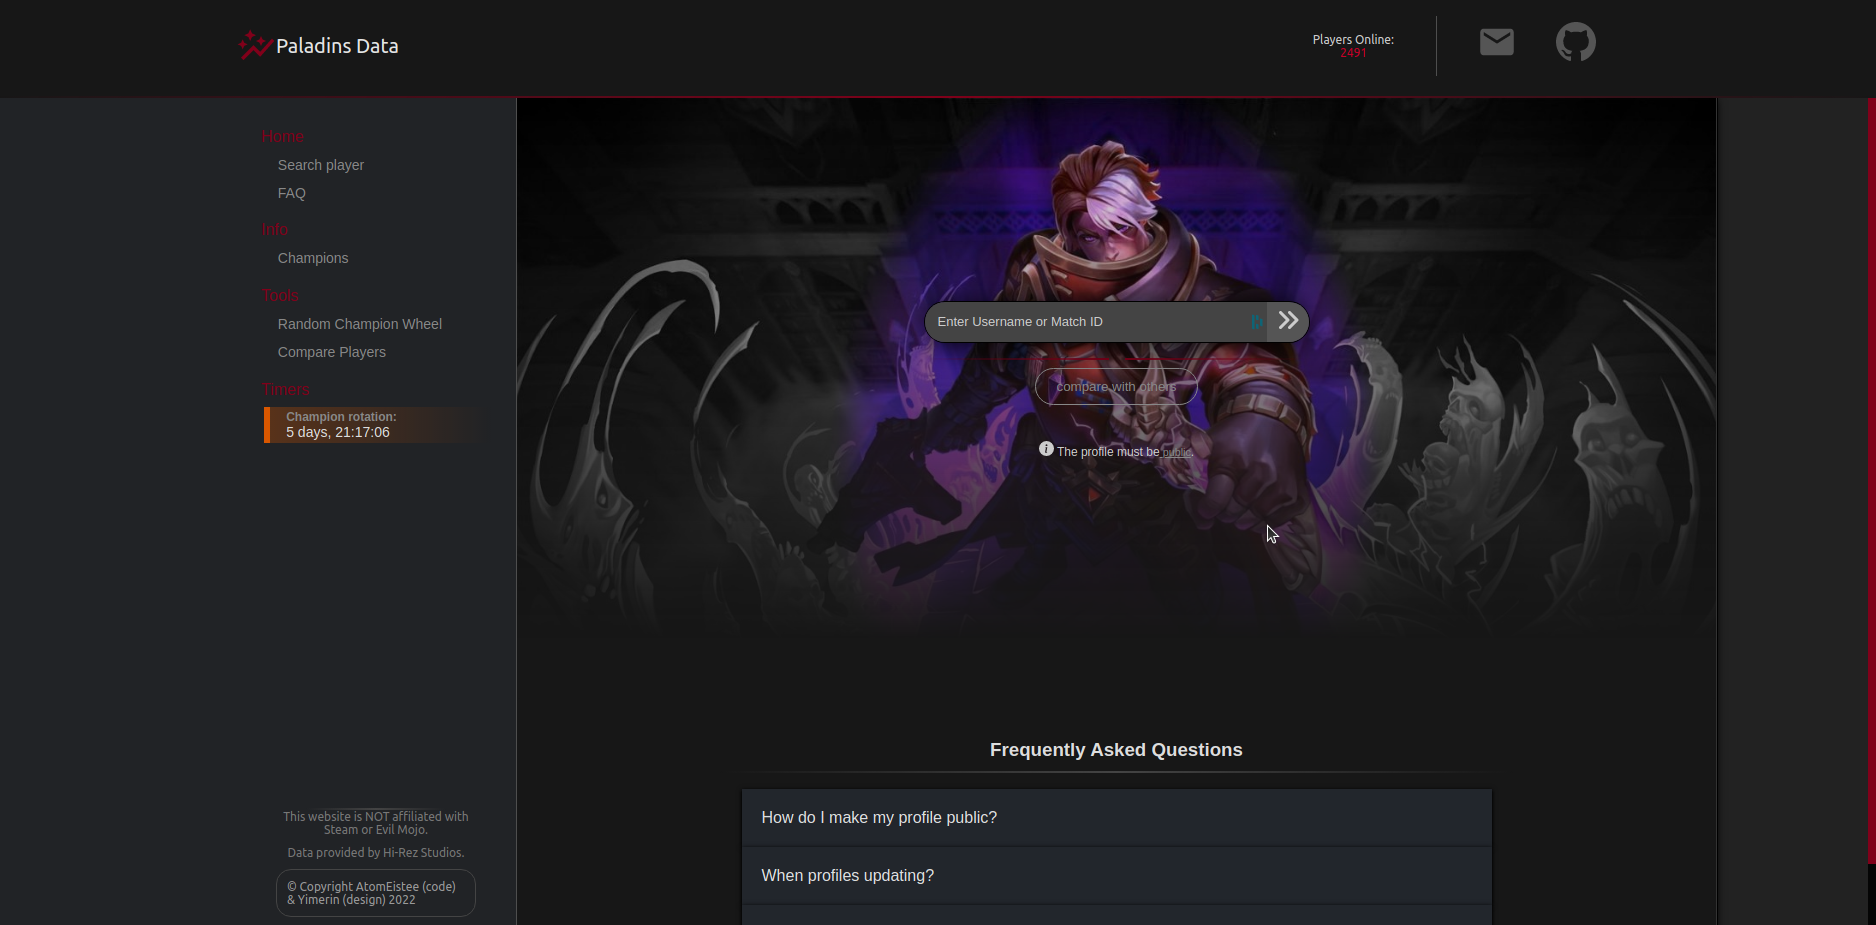 Paladins Data
Players Online:
2491
Home
Search player
FAQ
Info
Champions
Tools
Random Champion Wheel
Compare Players
Timers
Champion rotation:
5 days, 21:17:06
This website is NOT affiliated with
Steam or Evil Mojo.
Data provided by Hi-Rez Studios.
© Copyright AtomEistee (code)
& Yimerin (design) 2022
Enter Username or Match ID
compare with others
The profile must be public.
Frequently Asked Questions
How do I make my profile public?
When profiles updating?